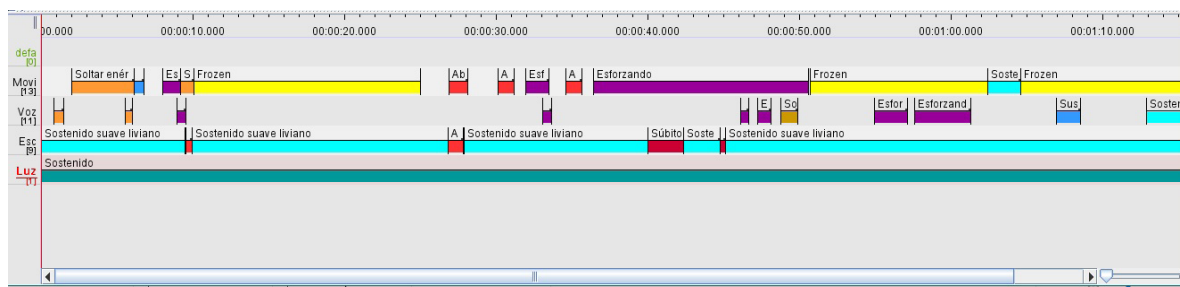 00.000 00:00:10.000 00:00:20.000 00:00:30.000 00:00:40.000 00:00:50.000 00:01:00.000 00:01:10.000
defa
[0]
Soltar enér Es S Frozen Ab A Esf A Esforzando Frozen Soste Frozen
Movi
[13]
E So Esfor Esforzand Sus Soster
Voz
[11]
Sostenido suave liviano Sostenido suave liviano A Sostenido suave liviano Súbito Soste Sostenido suave liviano
Esc
[9]
Sostenido
Luz
[1]